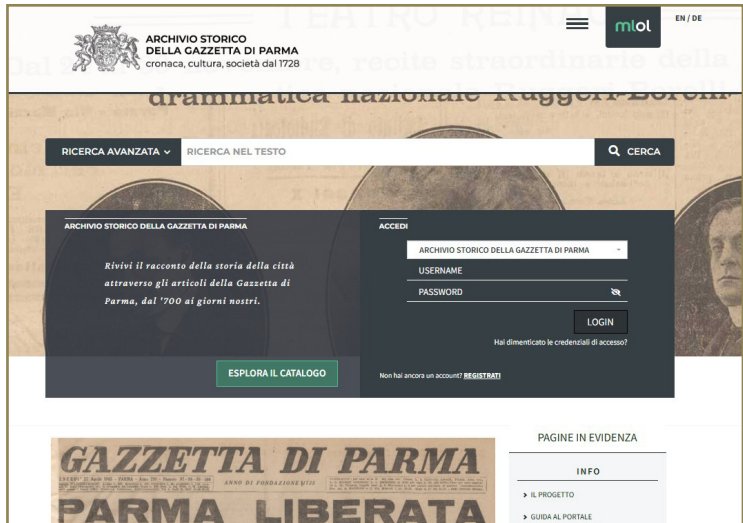 TEATRO REINACH
ARCHIVIO STORICO
DELLA GAZZETTA DI PARMA
cronaca, cultura, società dal 1728
mlol
EN / DE
recite straordinarie della
drammatica nazionale Ruggeri-Borelli
RICERCA AVANZATA
RICERCA NEL TESTO
CERCA
ARCHIVIO STORICO DELLA GAZZETTA DI PARMA
Rivivi il racconto della storia della città
attraverso gli articoli della Gazzetta di
Parma, dal '700 ai giorni nostri.
ESPLORA IL CATALOGO
ACCEDI
ARCHIVIO STORICO DELLA GAZZETTA DI PARMA
USERNAME
PASSWORD
LOGIN
Hai dimenticato le credenziali di accesso?
Non hai ancora un account? REGISTRATI
GAZZETTA DI PARMA
ANNO DI FONDAZIONE 1735
PARMA LIBERATA
PAGINE IN EVIDENZA
INFO
IL PROGETTO
GUIDA AL PORTALE